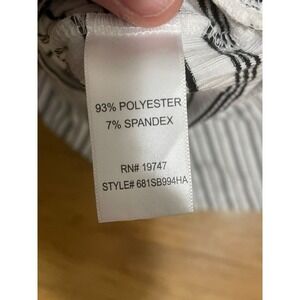 93% POLYESTER
7% SPANDEX
RN# 19747
STYLE# 681SB994HA